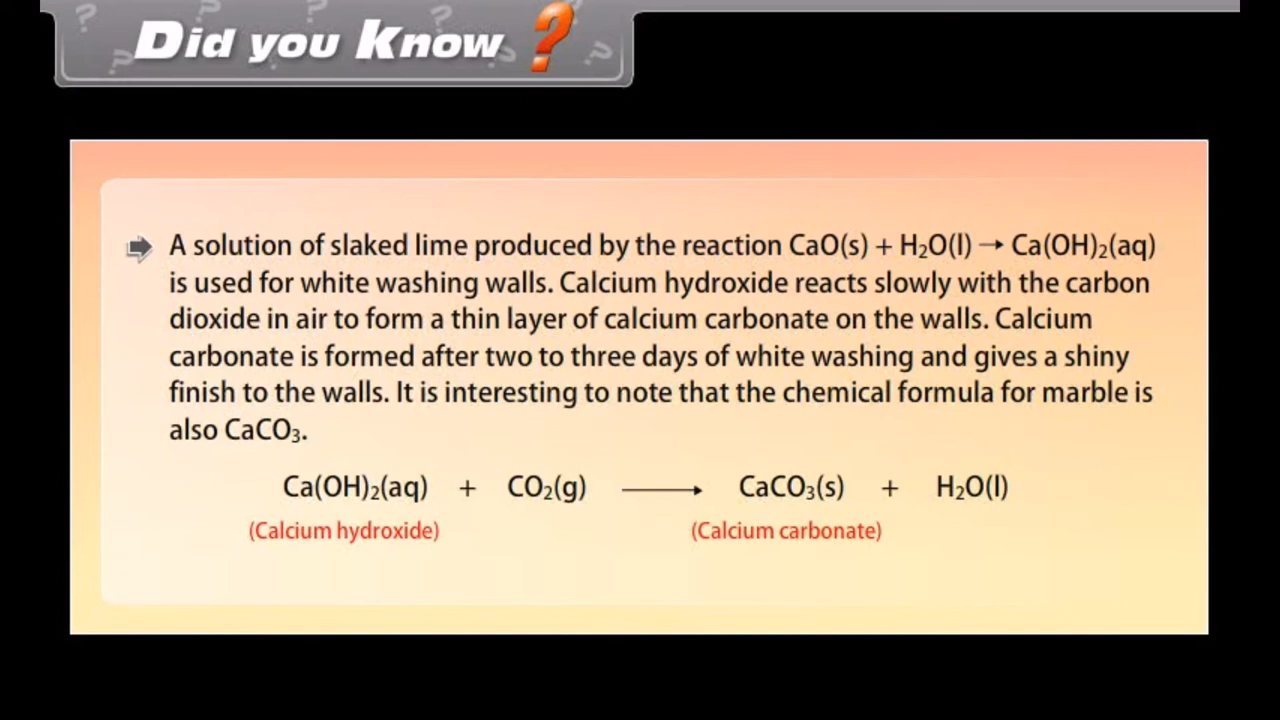 Did you Know ?
A solution of slaked lime produced by the reaction CaO(s) + H₂O(l) → Ca(OH)₂(aq)
is used for white washing walls. Calcium hydroxide reacts slowly with the carbon
dioxide in air to form a thin layer of calcium carbonate on the walls. Calcium
carbonate is formed after two to three days of white washing and gives a shiny
finish to the walls. It is interesting to note that the chemical formula for marble is
also CaCO₃.
Ca(OH)₂(aq) + CO₂(g) ⟶ CaCO₃(s) + H₂O(l)
(Calcium hydroxide) (Calcium carbonate)